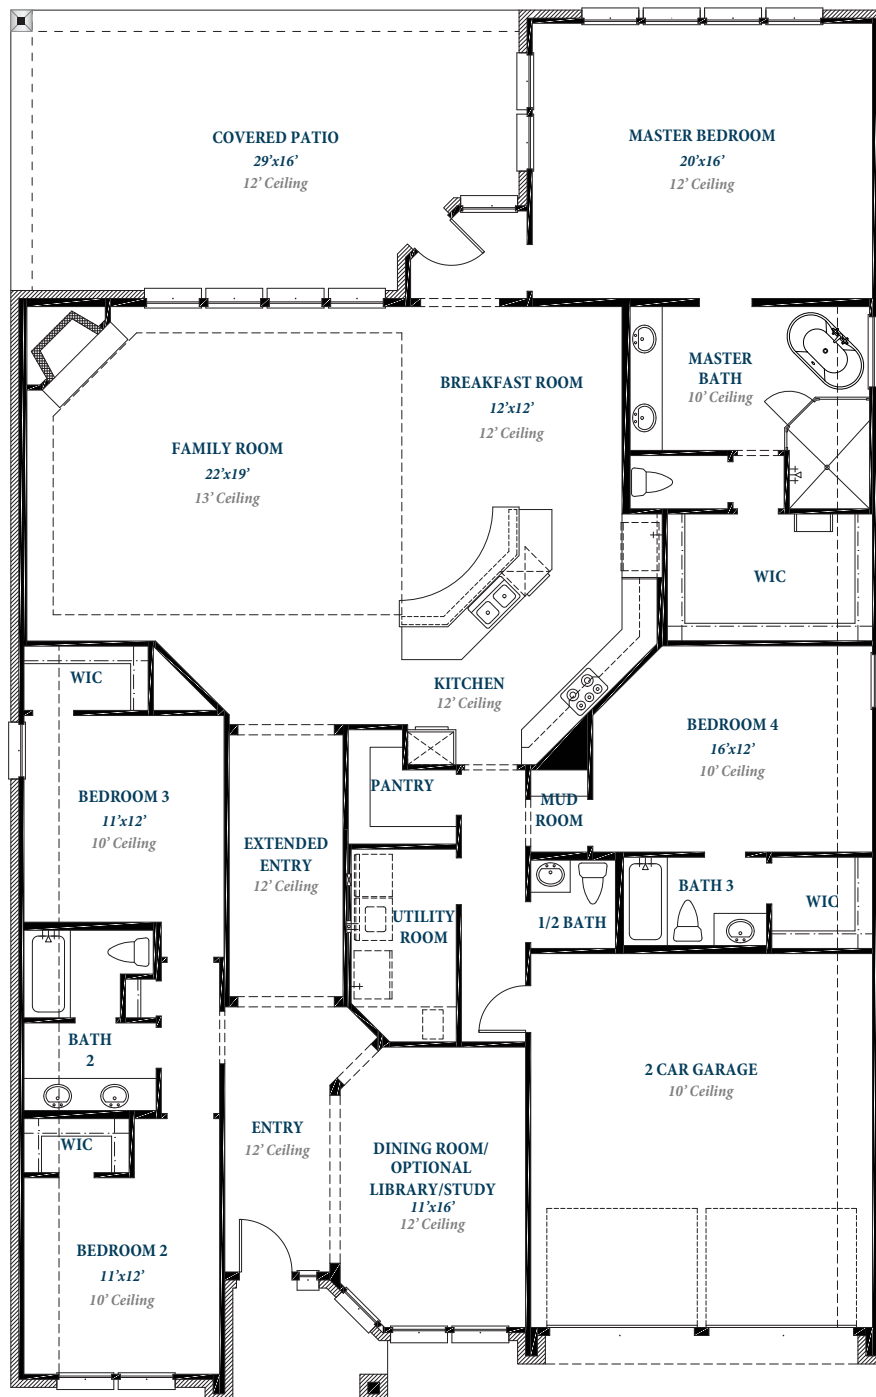 COVERED PATIO
29'x16'
12' Ceiling
MASTER BEDROOM
20'x16'
12' Ceiling
MASTER
BATH
10' Ceiling
BREAKFAST ROOM
12'x12'
12' Ceiling
FAMILY ROOM
22'x19'
13' Ceiling
WIC
WIC
KITCHEN
12' Ceiling
BEDROOM 4
16'x12'
10' Ceiling
BEDROOM 3
11'x12'
10' Ceiling
PANTRY
MUD
ROOM
EXTENDED
ENTRY
12' Ceiling
UTILITY
ROOM
1/2 BATH
BATH 3
WIC
BATH
2
2 CAR GARAGE
10' Ceiling
ENTRY
12' Ceiling
WIC
DINING ROOM/
OPTIONAL
LIBRARY/STUDY
11'x16'
12' Ceiling
BEDROOM 2
11'x12'
10' Ceiling